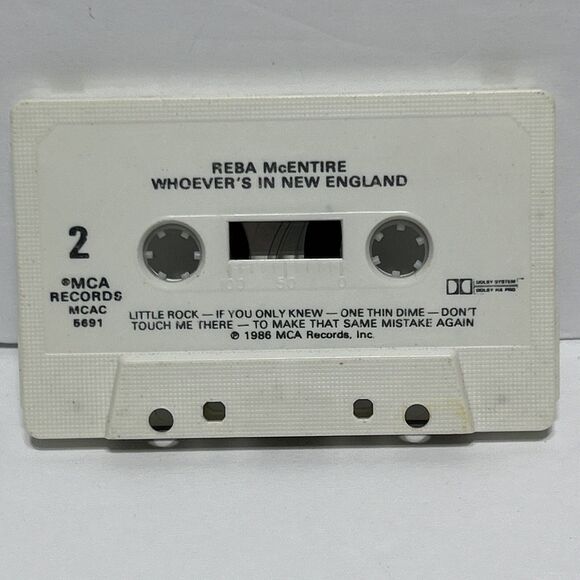 REBA McENTIRE
WHOEVER'S IN NEW ENGLAND
2
®MCA
RECORDS
MCAC
5691
50 0
DOLBY SYSTEM
DOLBY HX PRO
LITTLE ROCK — IF YOU ONLY KNEW — ONE THIN DIME — DON'T
TOUCH ME THERE — TO MAKE THAT SAME MISTAKE AGAIN
℗ 1986 MCA Records, Inc.